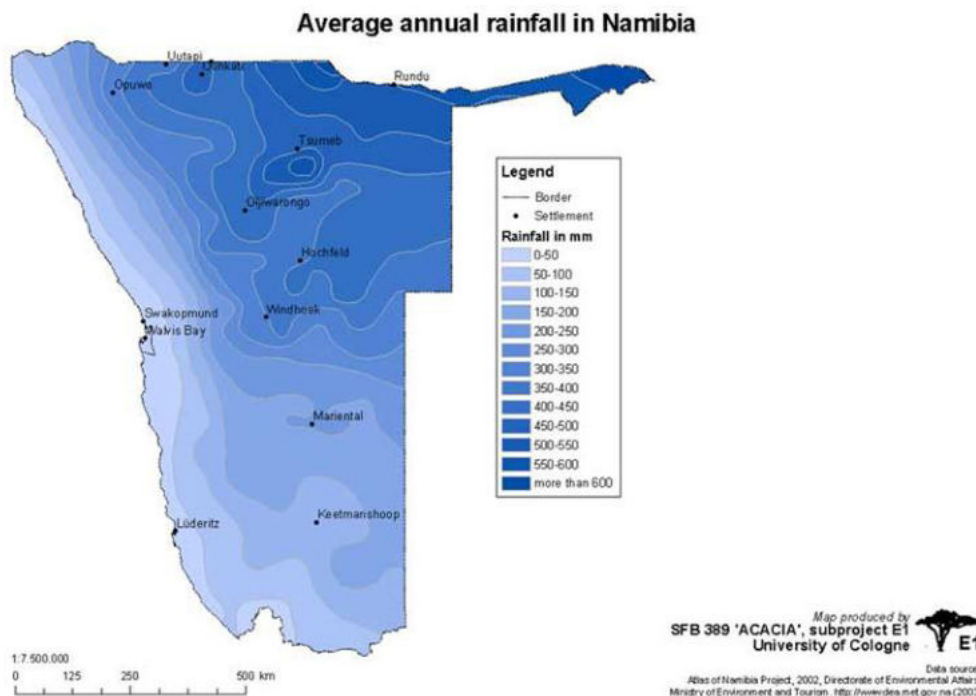 Average annual rainfall in Namibia
Uutapi
Rundu
Opuwo
Tsumeb
Otjiwarongo
Hochfeld
Windhoek
Swakopmund
Walvis Bay
Mariental
Keetmanshoop
Lüderitz
Legend
Border
Settlement
Rainfall in mm
0-50
50-100
100-150
150-200
200-250
250-300
300-350
350-400
400-450
450-500
500-550
550-600
more than 600
1:7.500.000
0 125 250 500 km
Map produced by
SFB 389 'ACACIA', subproject E1
University of Cologne
E1
Data source
Atlas of Namibia Project, 2002, Directorate of Environmental Affairs
Ministry of Environment and Tourism